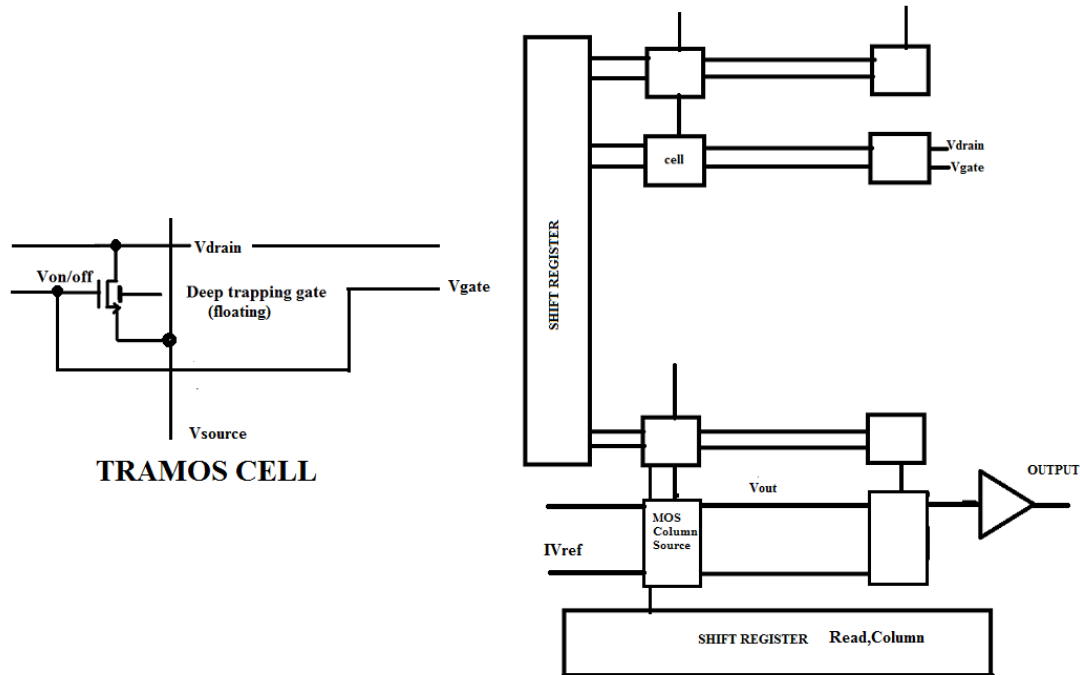 Vdrain
Von/off
Deep trapping gate
(floating)
Vgate
Vsource
TRAMOS CELL
SHIFT REGISTER
cell
Vdrain
Vgate
MOS
Column
Source
Vout
IVref
OUTPUT
SHIFT REGISTER Read,Column